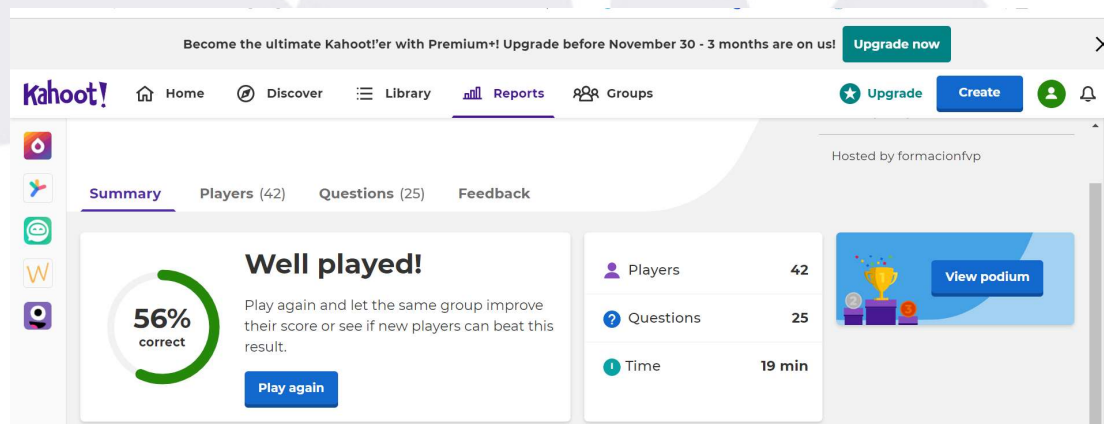 Become the ultimate Kahoot!'er with Premium+! Upgrade before November 30 - 3 months are on us! Upgrade now
Kahoot! Home Discover Library Reports Groups Upgrade Create
Hosted by formacionfvp
Summary Players (42) Questions (25) Feedback
56%
correct
Well played!
Play again and let the same group improve
their score or see if new players can beat this
result.
Play again
Players 42
Questions 25
Time 19 min
2
3
View podium